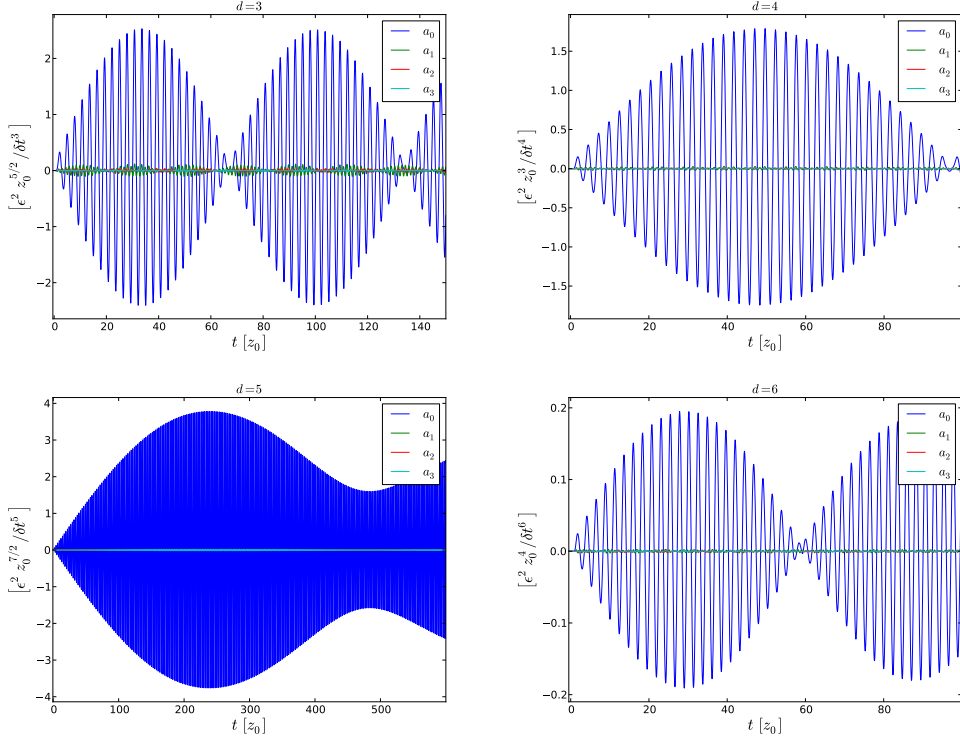 d=3
a₀
a₁
a₂
a₃
2
1
0
−1
−2
[ϵ² z₀^{5/2}/δt³]
0 20 40 60 80 100 120 140
t [z₀]
d=4
a₀
a₁
a₂
a₃
1.5
1.0
0.5
0.0
−0.5
−1.0
−1.5
[ϵ² z₀³/δt⁴]
0 20 40 60 80
t [z₀]
d=5
a₀
a₁
a₂
a₃
4
3
2
1
0
−1
−2
−3
−4
[ϵ² z₀^{7/2}/δt⁵]
0 100 200 300 400 500
t [z₀]
d=6
a₀
a₁
a₂
a₃
0.2
0.1
0.0
−0.1
−0.2
[ϵ² z₀⁴/δt⁶]
0 20 40 60 80
t [z₀]